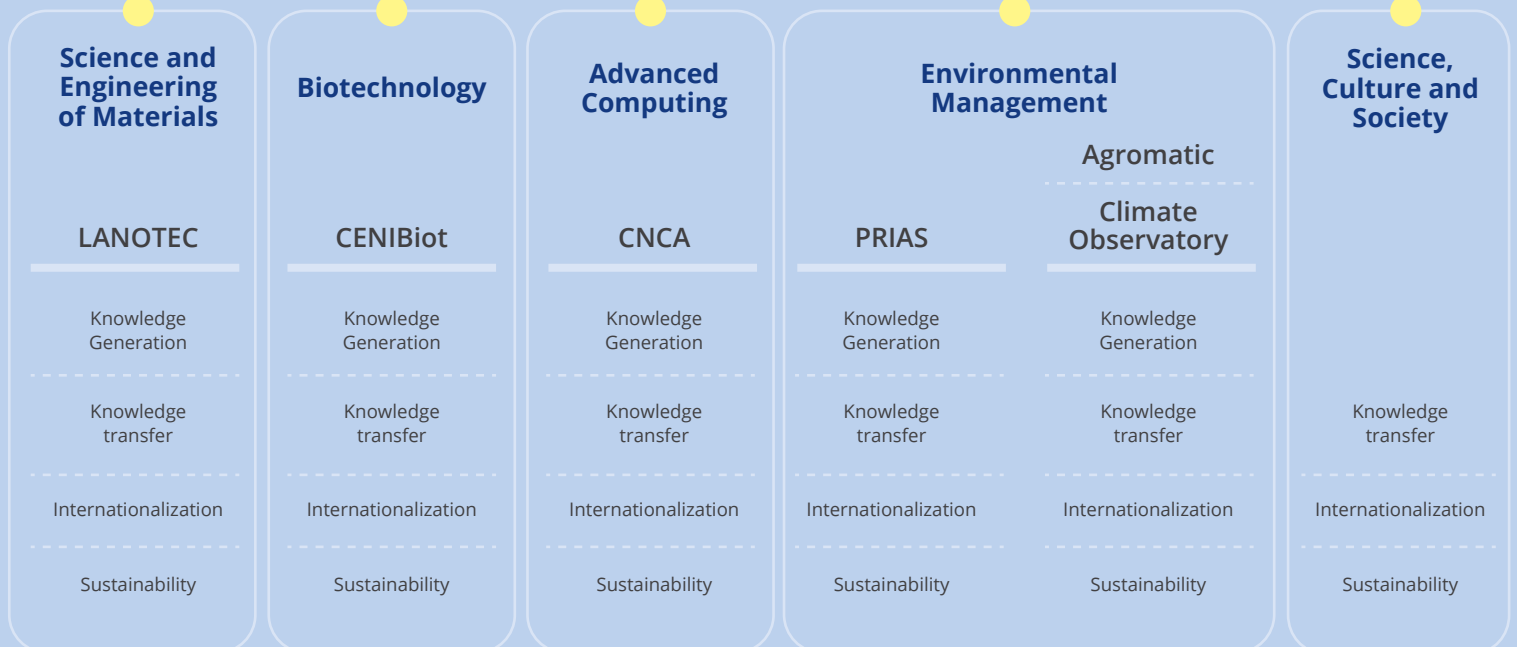 Science and
Engineering
of Materials
LANOTEC
Knowledge
Generation
Knowledge
transfer
Internationalization
Sustainability
Biotechnology
CENIBiot
Knowledge
Generation
Knowledge
transfer
Internationalization
Sustainability
Advanced
Computing
CNCA
Knowledge
Generation
Knowledge
transfer
Internationalization
Sustainability
Environmental
Management
PRIAS
Knowledge
Generation
Knowledge
transfer
Internationalization
Sustainability
Agromatic
Climate
Observatory
Knowledge
Generation
Knowledge
transfer
Internationalization
Sustainability
Science,
Culture and
Society
Knowledge
transfer
Internationalization
Sustainability